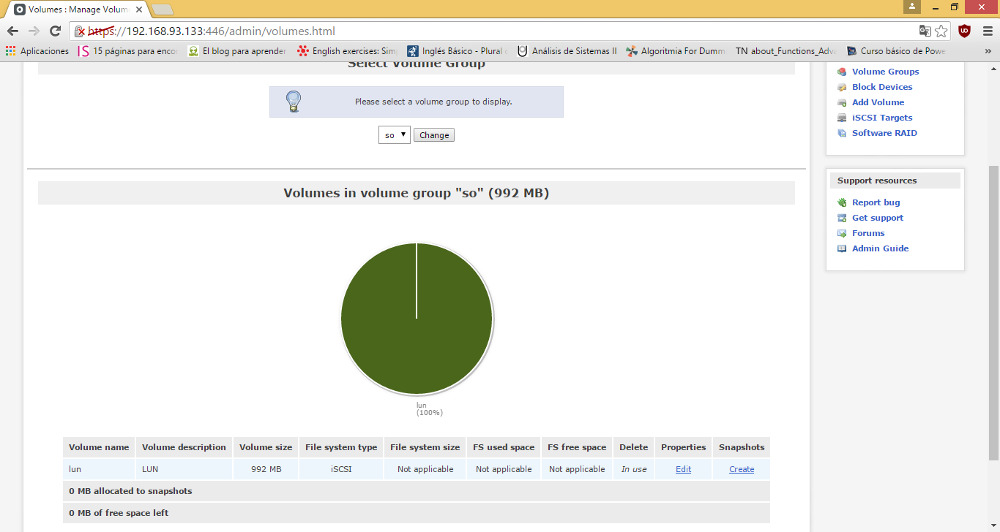 Volumes : Manage Volum
https://192.168.93.133:446/admin/volumes.html
Aplicaciones
15 páginas para enco
El blog para aprender
English exercises: Sim
Inglés Básico - Plural
Análisis de Sistemas II
Algoritmia For Dumm
TN about_Functions_Adv
Curso básico de Powe
»
Select Volume Group
Please select a volume group to display.
so Change
Volumes in volume group "so" (992 MB)
lun
(100%)
Volume name Volume description Volume size File system type File system size FS used space FS free space Delete Properties Snapshots
lun LUN 992 MB iSCSI Not applicable Not applicable Not applicable In use Edit Create
0 MB allocated to snapshots
0 MB of free space left
Volume Groups
Block Devices
Add Volume
iSCSI Targets
Software RAID
Support resources
Report bug
Get support
Forums
Admin Guide